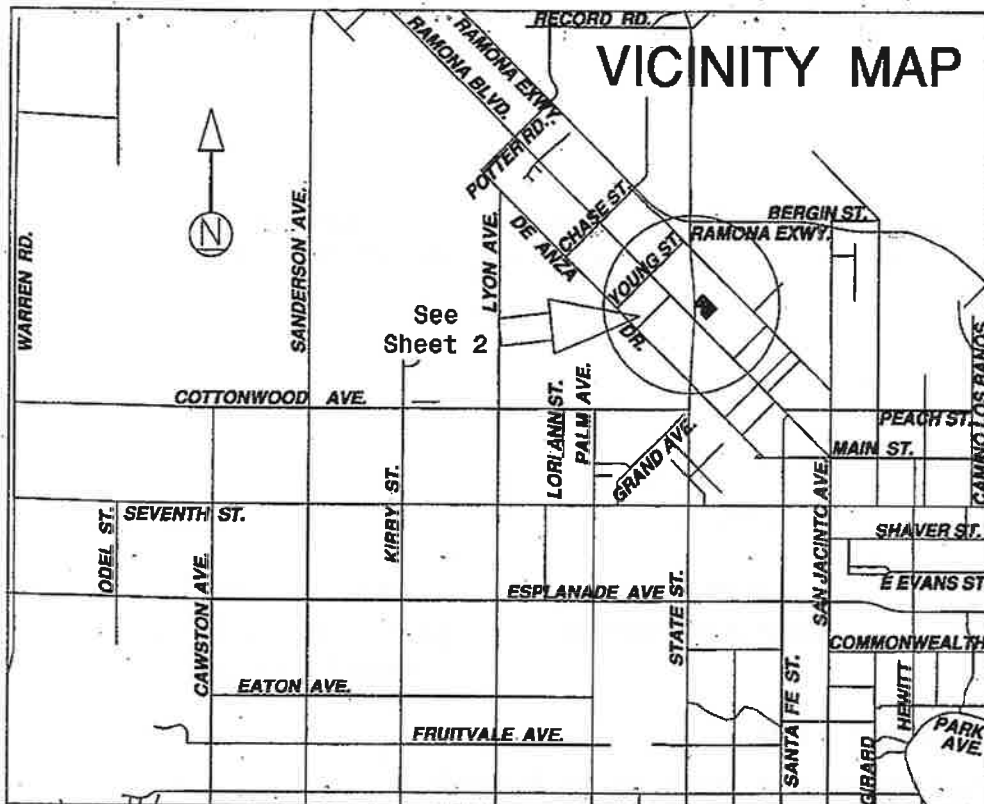 RECORD RD.
VICINITY MAP
RAMONA EXWY.
RAMONA BLVD.
POTTER RD.
CHASE ST.
BERGIN ST.
RAMONA EXWY.
DE ANZA
DR.
YOUNG ST.
LYON AVE.
SANDERSON AVE.
WARREN RD.
N
See
Sheet 2
COTTONWOOD AVE.
LORI ANN ST.
PALM AVE.
GRAND AVE.
PEACH ST.
MAIN ST.
CAMINO LOS BANOS
ODEL ST.
SEVENTH ST.
KIRBY ST.
CAWSTON AVE.
SAN JACINTO AVE.
SHAVER ST.
E EVANS ST
ESPLANADE AVE
STATE ST.
COMMONWEALTH
EATON AVE.
FRUITVALE AVE.
SANTA FE ST.
GIRARD
HEWITT
PARK
AVE.